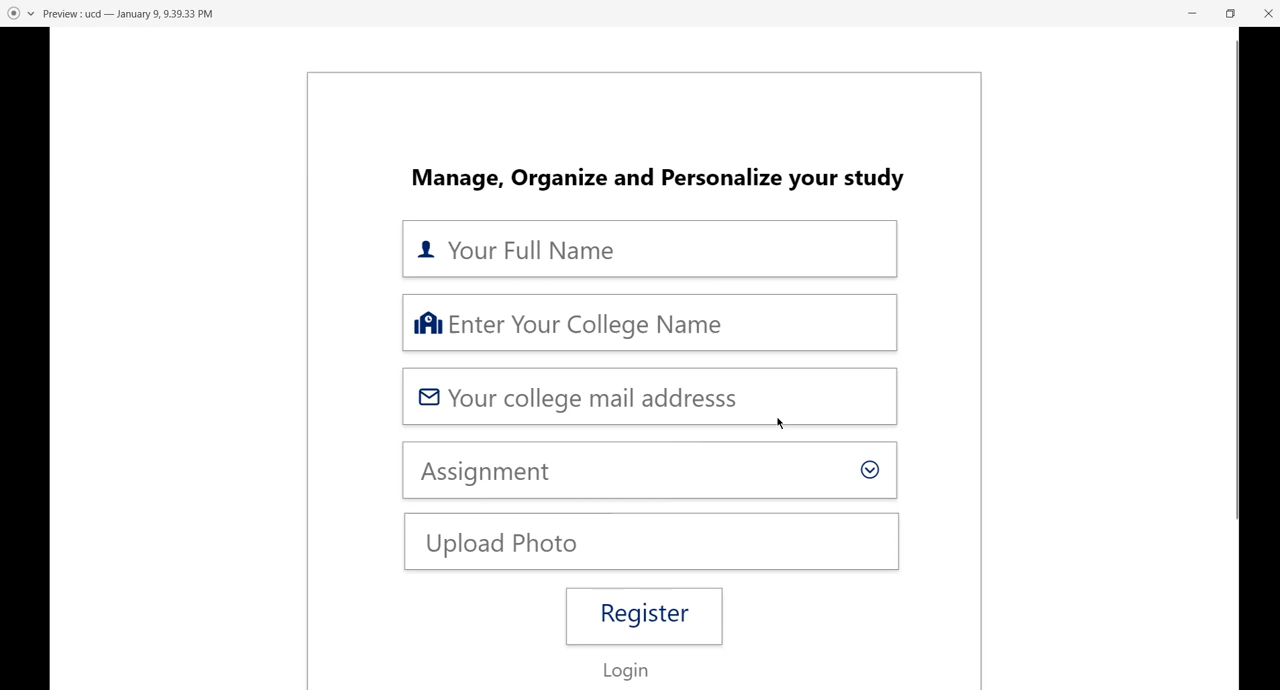 Preview : ucd — January 9, 9.39.33 PM
Manage, Organize and Personalize your study
Your Full Name
Enter Your College Name
Your college mail addresss
Assignment
Upload Photo
Register
Login